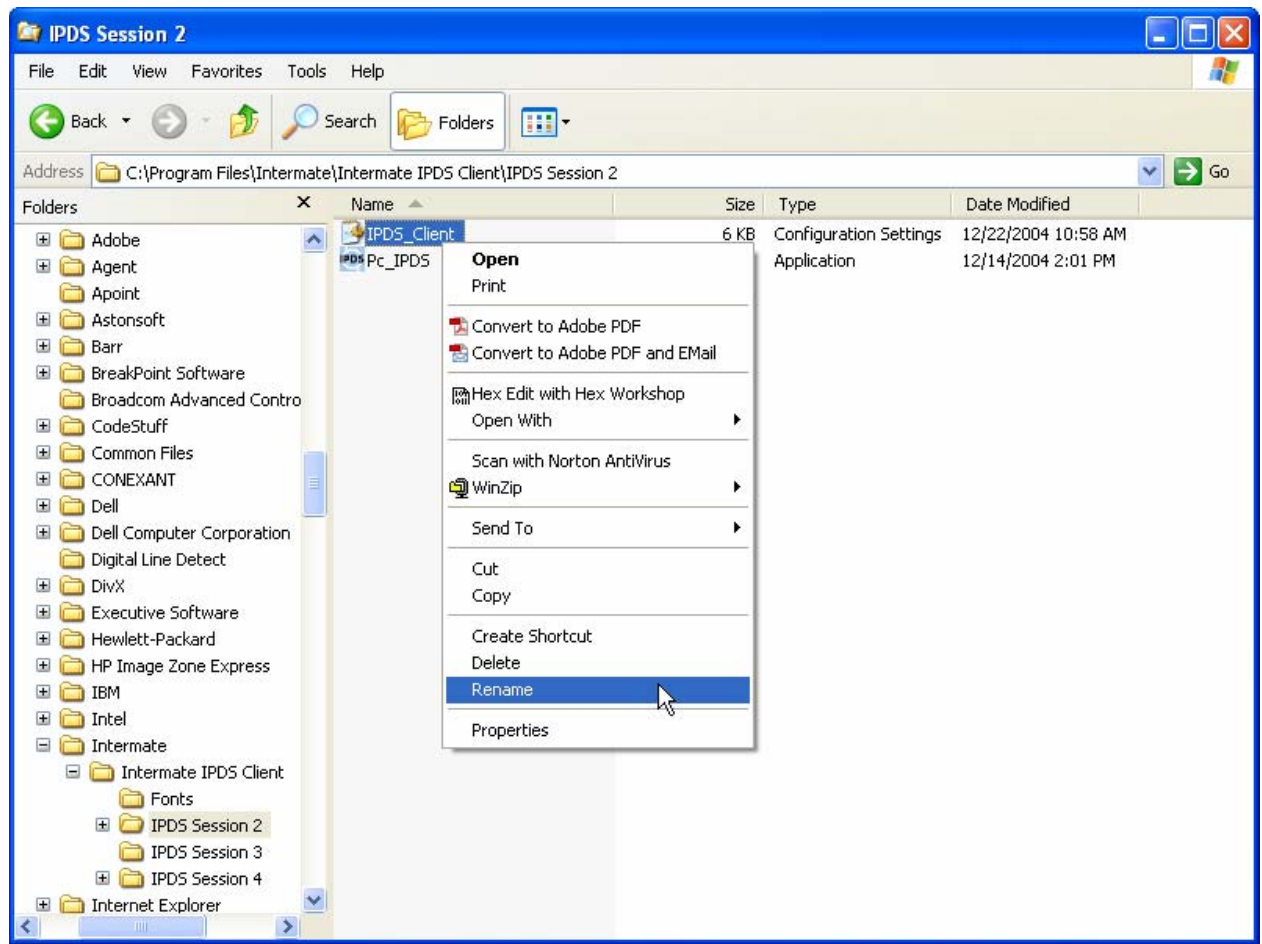 IPDS Session 2
File Edit View Favorites Tools Help
Back Search Folders
Address C:\Program Files\Intermate\Intermate IPDS Client\IPDS Session 2 Go
Folders Name Size Type Date Modified
Adobe
Agent
Apoint
Astonsoft
Barr
BreakPoint Software
Broadcom Advanced Contro
CodeStuff
Common Files
CONEXANT
Dell
Dell Computer Corporation
Digital Line Detect
DivX
Executive Software
Hewlett-Packard
HP Image Zone Express
IBM
Intel
Intermate
Intermate IPDS Client
Fonts
IPDS Session 2
IPDS Session 3
IPDS Session 4
Internet Explorer
IPDS_Client 6 KB Configuration Settings 12/22/2004 10:58 AM
IPDS Pc_IPDS Application 12/14/2004 2:01 PM
Open
Print
Convert to Adobe PDF
Convert to Adobe PDF and EMail
Hex Edit with Hex Workshop
Open With
Scan with Norton AntiVirus
WinZip
Send To
Cut
Copy
Create Shortcut
Delete
Rename
Properties